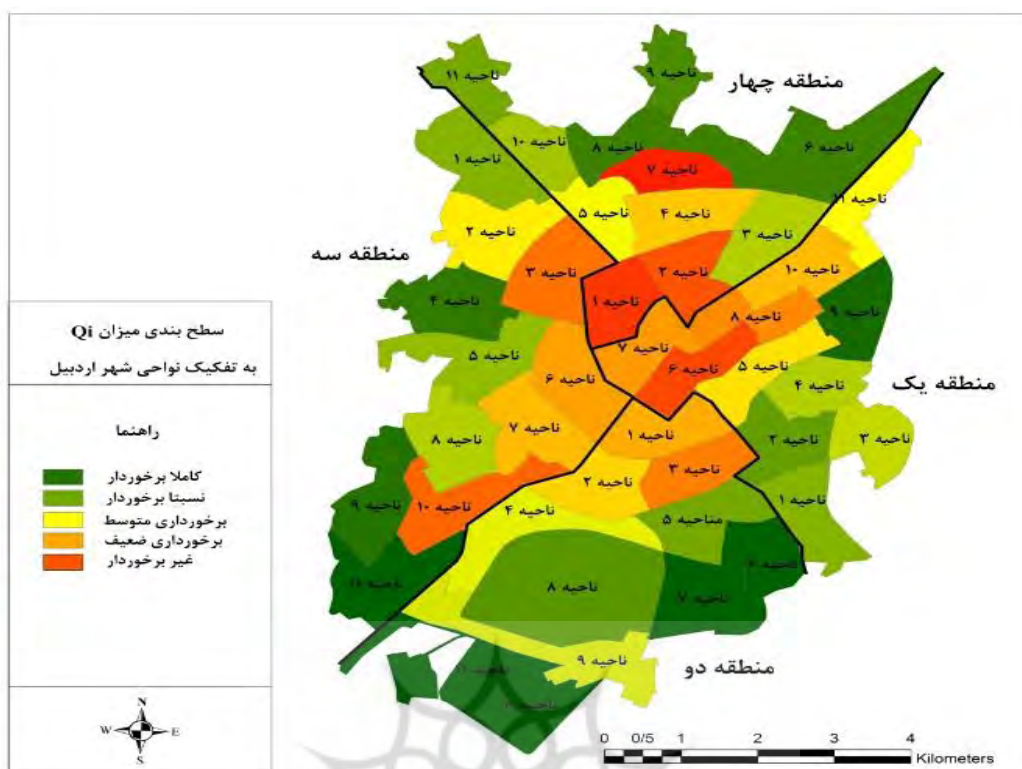 ناحیه ۱۱
ناحیه ۹
منطقه چهار
ناحیه ۱۰
ناحیه ۸
ناحیه ۶
ناحیه ۱
ناحیه ۷
ناحیه ۱۱
ناحیه ۵
ناحیه ۴
ناحیه ۲
ناحیه ۳
منطقه سه
ناحیه ۳
ناحیه ۲
ناحیه ۱۰
ناحیه ۴
ناحیه ۱
ناحیه ۸
ناحیه ۹
ناحیه ۷
ناحیه ۵
ناحیه ۶
ناحیه ۵
منطقه یک
ناحیه ۶
ناحیه ۴
ناحیه ۷
ناحیه ۱
ناحیه ۲
ناحیه ۳
ناحیه ۸
ناحیه ۳
ناحیه ۲
ناحیه ۱
ناحیه ۹
ناحیه ۱۰
ناحیه ۴
مناحیه ۵
ناحیه ۸
ناحیه ۷
ناحیه ۹
منطقه دو
سطح بندی میزان Qi
به تفکیک نواحی شهر اردبیل
راهنما
کاملا برخوردار
نسبتا برخوردار
برخورداری متوسط
برخورداری ضعیف
غیر برخوردار
N
W E
S
0 0/5 1 2 3 4
Kilometers